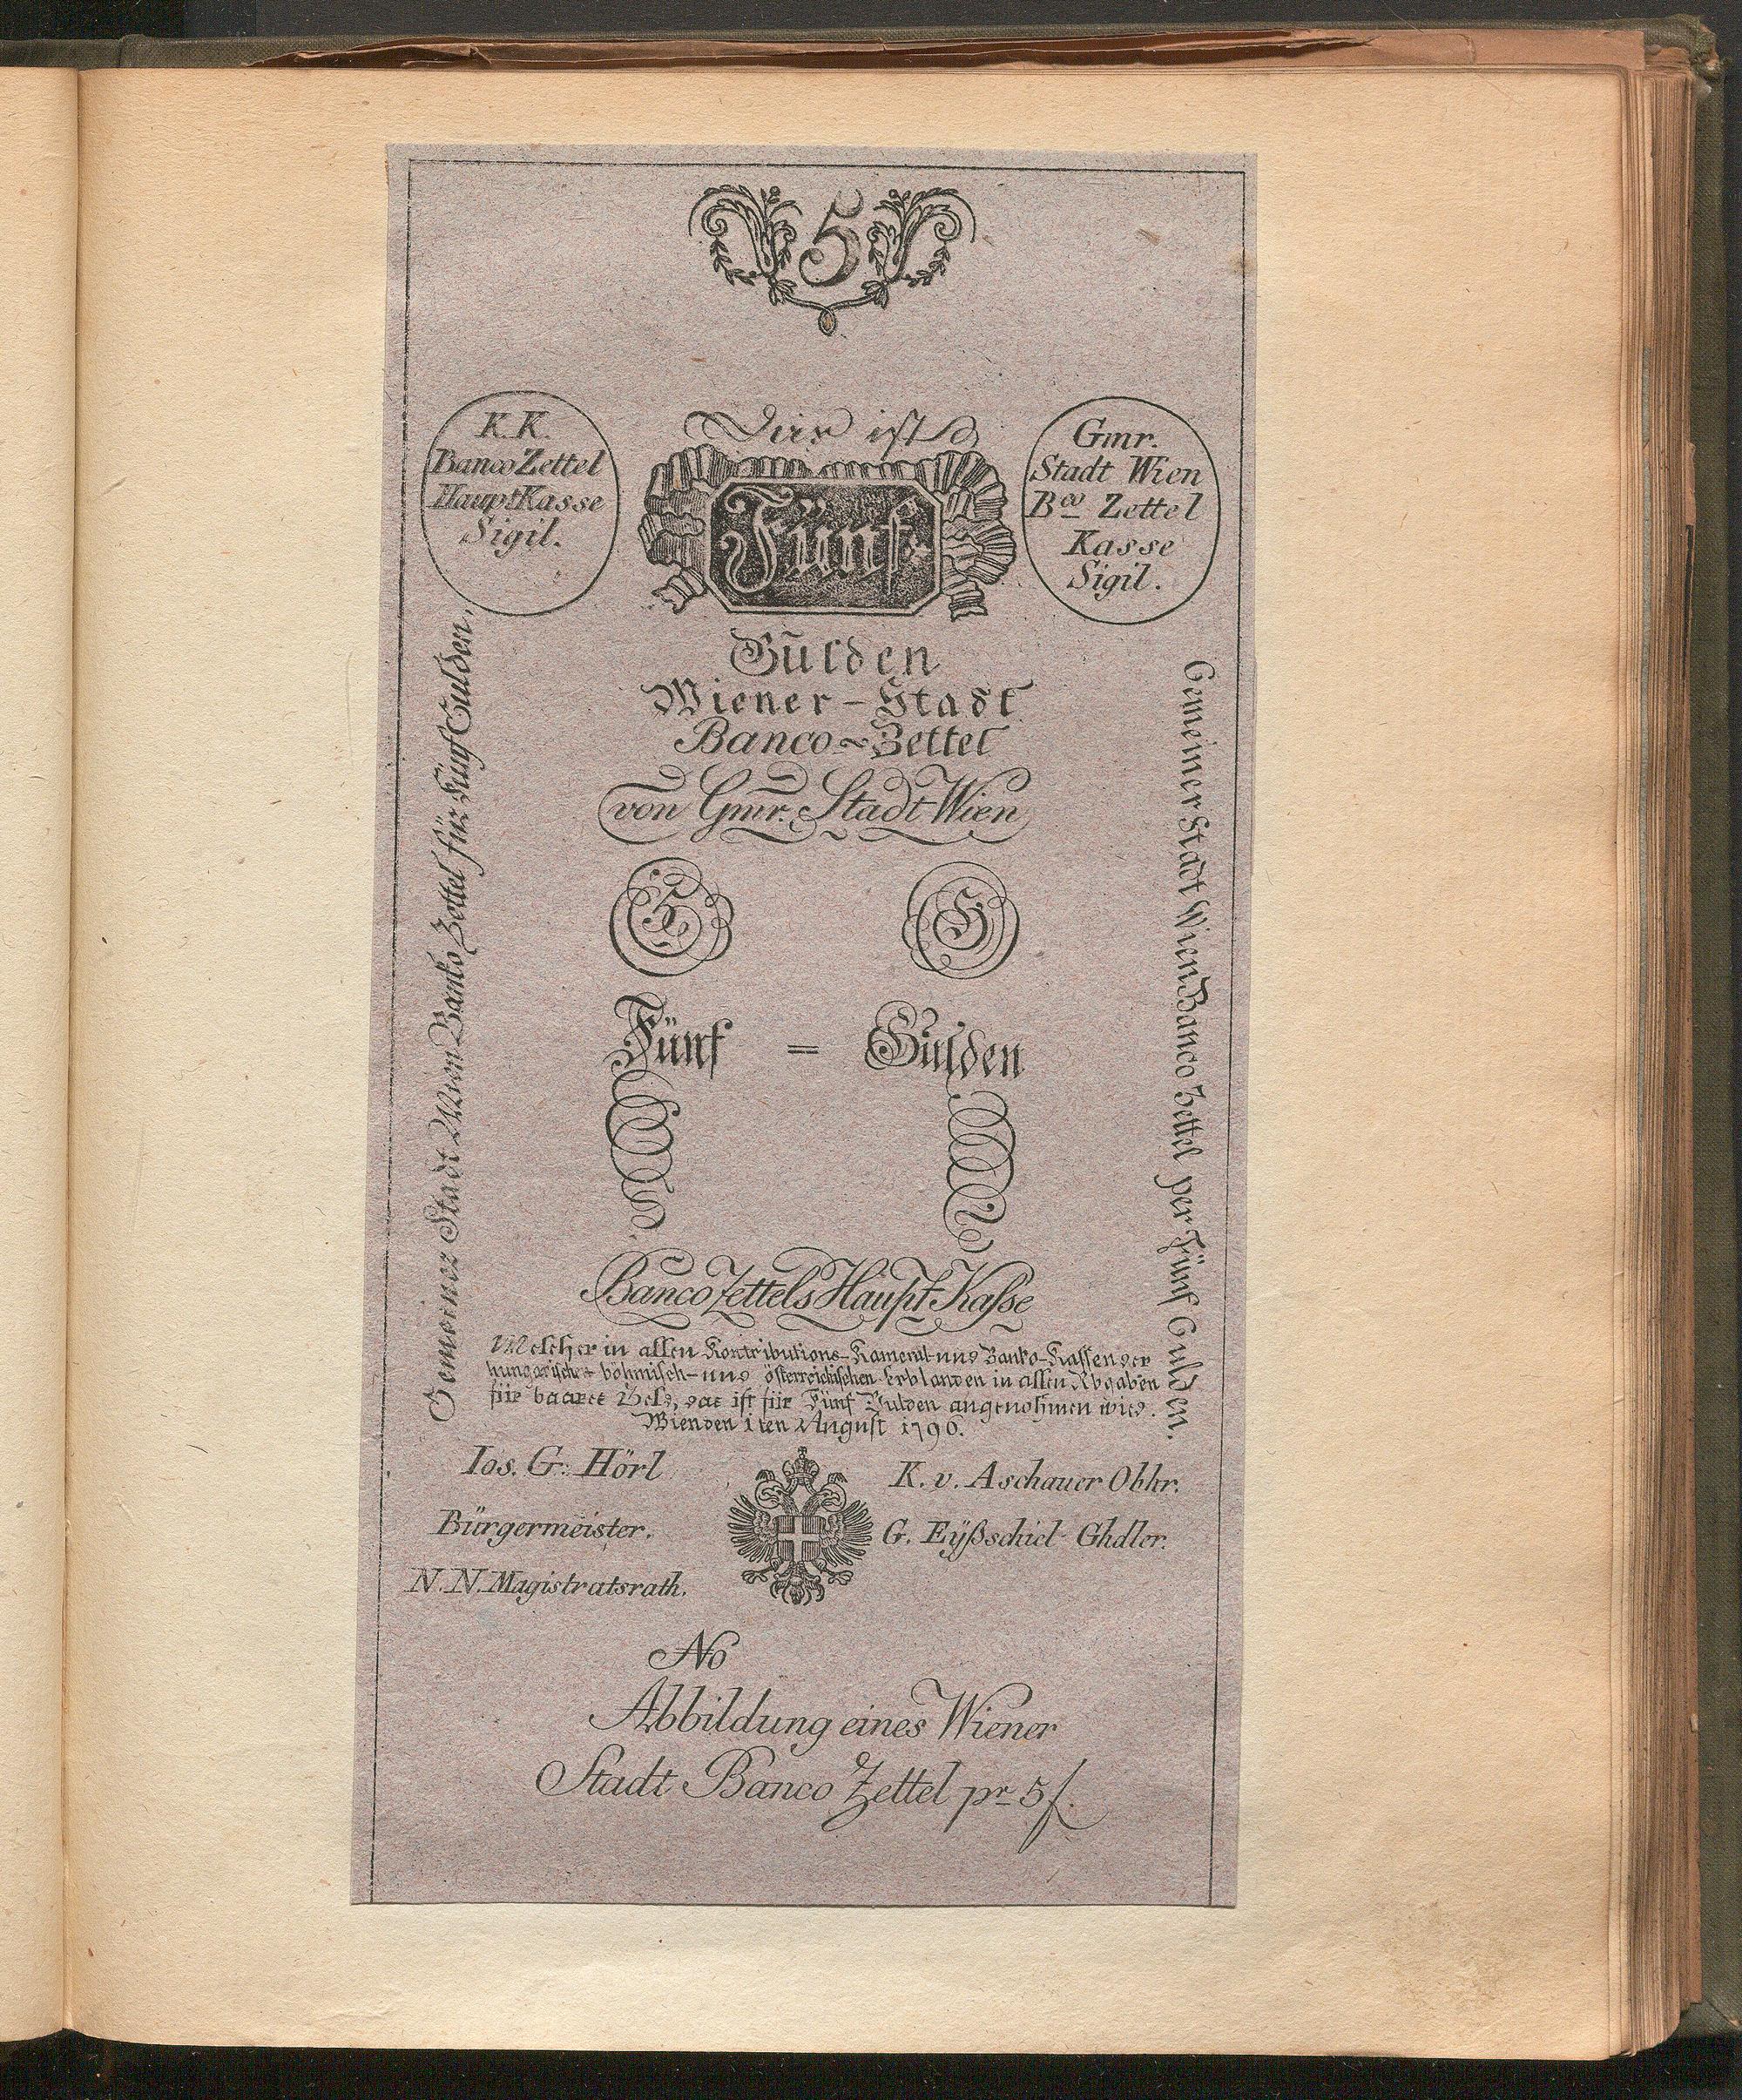 5
K. K.
Banco Zettel
Haupt Kasse
Sigil.
ist
Fünf
Gmr.
Stadt Wien
Bco Zettel
Kasse
Sigil.
Gulden
Wiener-Stadt
Banco-Zettel
von Gmr. Stadt Wien
Fünf = Gulden
Banco Zettels Haupt-Kasse
Welcher in allen Kontributions-Kameral- und Banko-Kassen der
hungarisch-böhmisch- und österreichischen Erblanden in allen Abgaben
für baares Geld, das ist für Fünf Gulden angenohmen wird.
Wien den 1ten August 1796.
Gemeiner Stadt Wien Banko Zettel für Fünf Gulden.
Gemeiner Stadt Wien Banco Zettel per Fünf Gulden.
Ios. G. Hörl
Bürgermeister.
N. N. Magistratsrath.
K. v. Aschauer Obhr.
G. Eyßschiel Ghdler.
No
Abbildung eines Wiener
Stadt Banco Zettel pr 5 f.